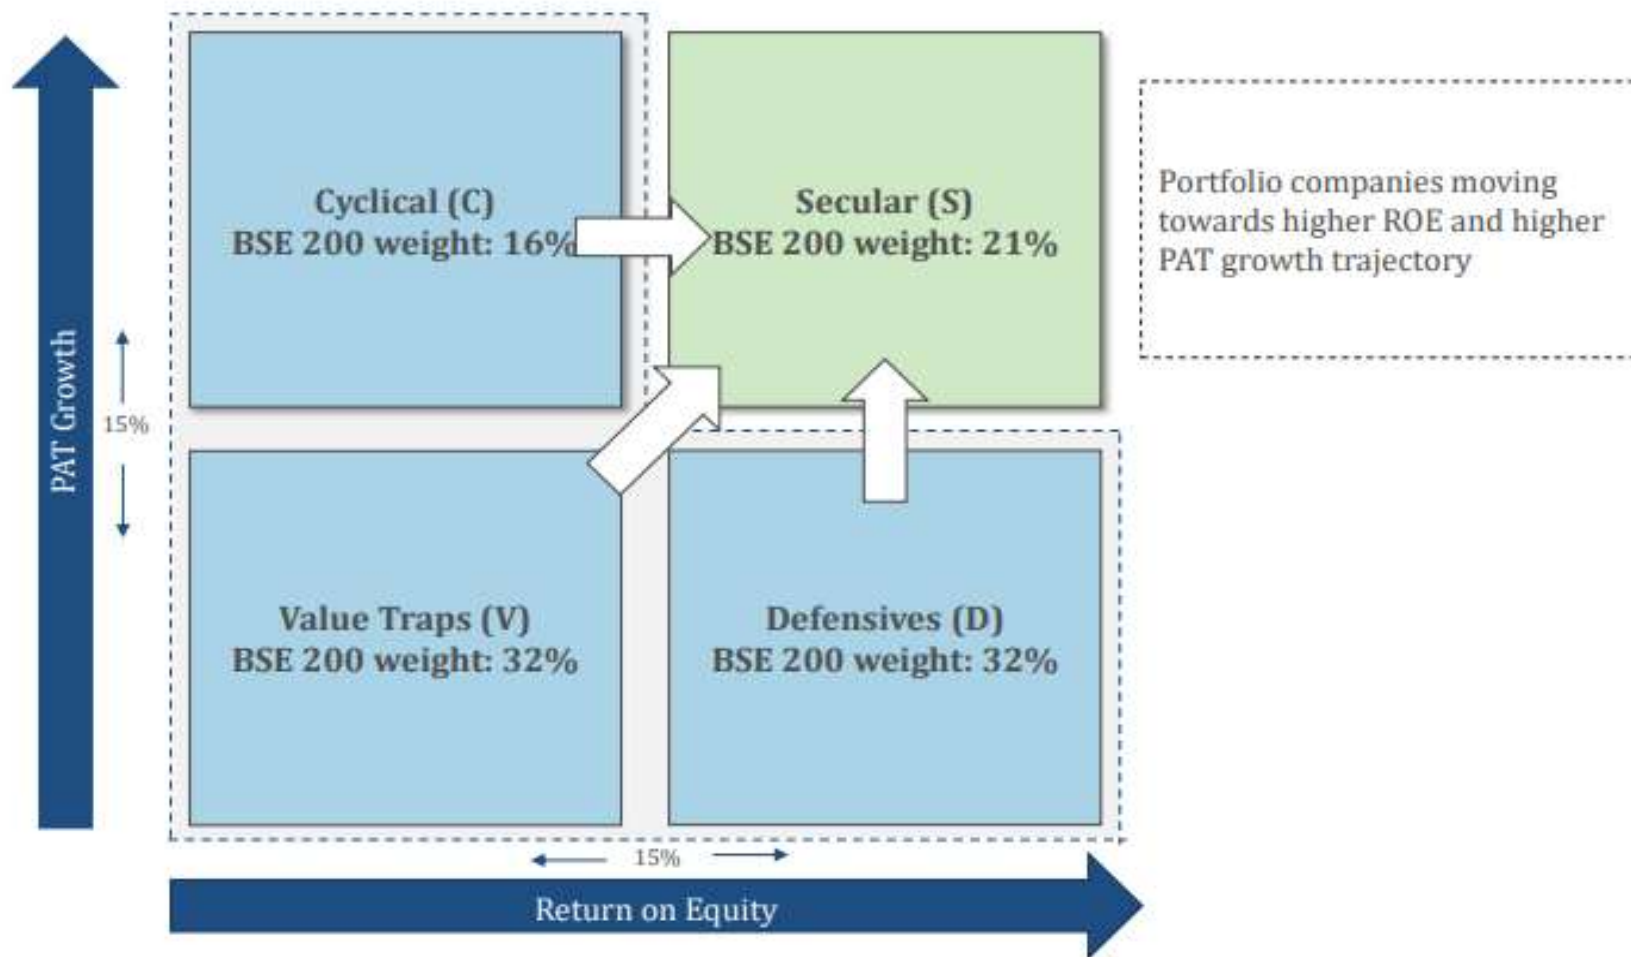 Cyclical (C)
BSE 200 weight: 16%
Secular (S)
BSE 200 weight: 21%
Portfolio companies moving
towards higher ROE and higher
PAT growth trajectory
PAT Growth
15%
Value Traps (V)
BSE 200 weight: 32%
Defensives (D)
BSE 200 weight: 32%
15%
Return on Equity